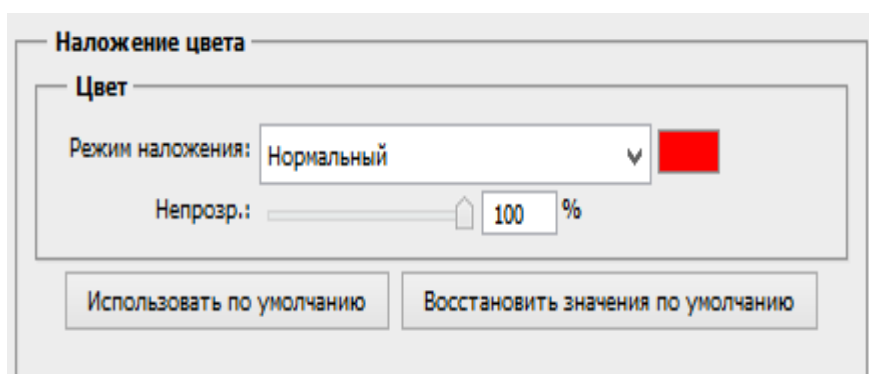 Наложение цвета
Цвет
Режим наложения: Нормальный
Непрозр.: 100 %
Использовать по умолчанию Восстановить значения по умолчанию